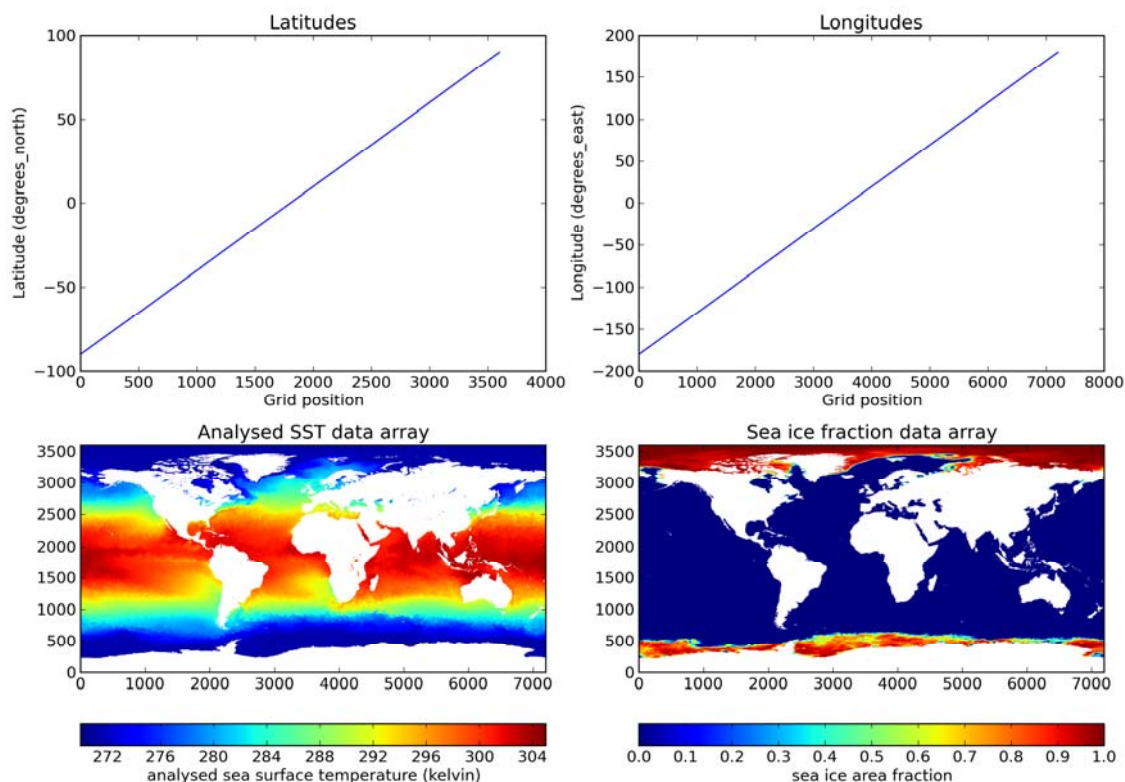 Latitudes
100
50
0
−50
−100
Latitude (degrees_north)
0 500 1000 1500 2000 2500 3000 3500 4000
Grid position
Longitudes
200
150
100
50
0
−50
−100
−150
−200
Longitude (degrees_east)
0 1000 2000 3000 4000 5000 6000 7000 8000
Grid position
Analysed SST data array
3500
3000
2500
2000
1500
1000
500
0
0 1000 2000 3000 4000 5000 6000 7000
272 276 280 284 288 292 296 300 304
analysed sea surface temperature (kelvin)
Sea ice fraction data array
3500
3000
2500
2000
1500
1000
500
0
0 1000 2000 3000 4000 5000 6000 7000
0.0 0.1 0.2 0.3 0.4 0.5 0.6 0.7 0.8 0.9 1.0
sea ice area fraction